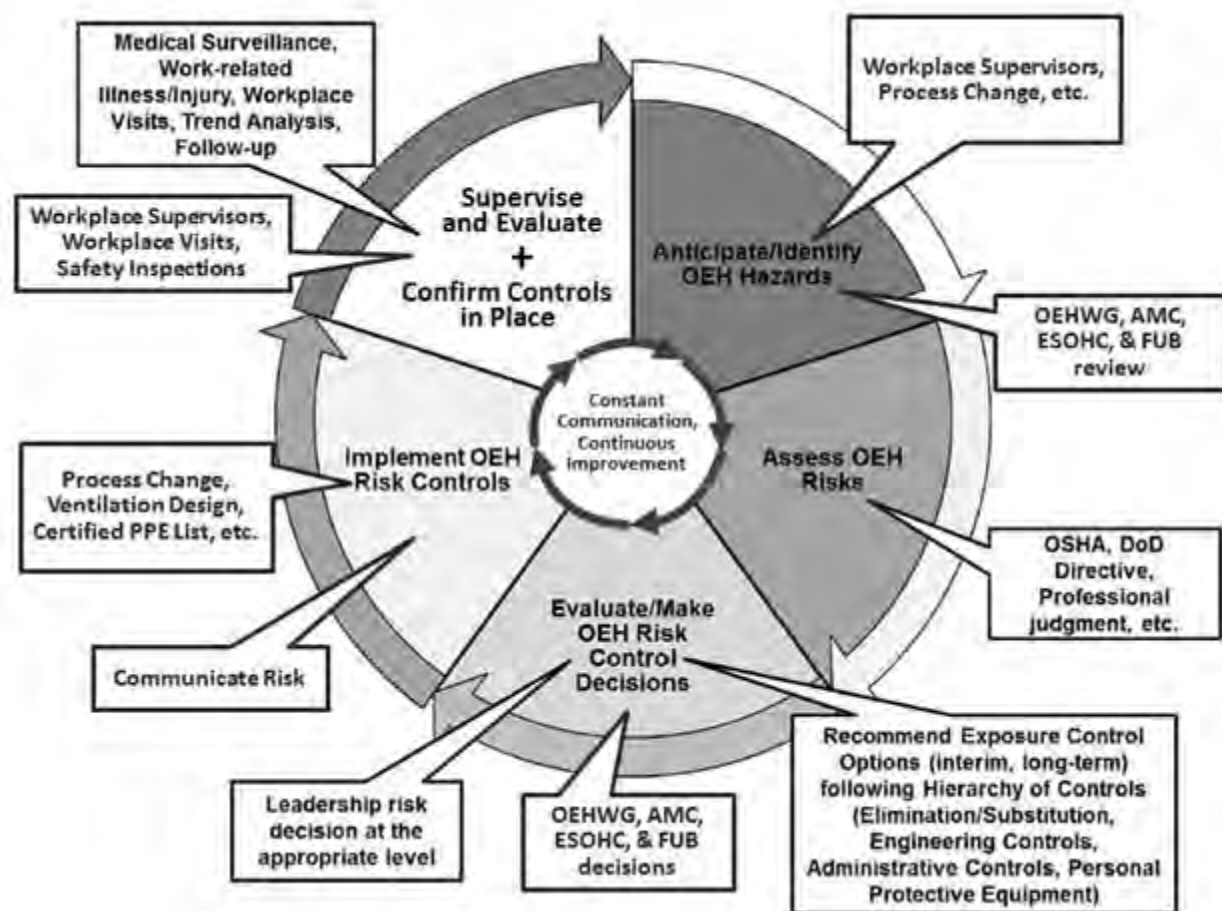 Medical Surveillance,
Work-related
Illness/Injury, Workplace
Visits, Trend Analysis,
Follow-up
Workplace Supervisors,
Process Change, etc.
Supervise
and Evaluate
+
Confirm Controls
in Place
Workplace Supervisors,
Workplace Visits,
Safety Inspections
Anticipate/Identify
OEH Hazards
OEHWG, AMC,
ESOHC, & FUB
review
Constant
Communication,
Continuous
Improvement
Implement OEH
Risk Controls
Assess OEH
Risks
Process Change,
Ventilation Design,
Certified PPE List, etc.
OSHA, DoD
Directive,
Professional
judgment, etc.
Evaluate/Make
OEH Risk
Control
Decisions
Communicate Risk
Leadership risk
decision at the
appropriate level
OEHWG, AMC,
ESOHC, & FUB
decisions
Recommend Exposure Control
Options (interim, long-term)
following Hierarchy of Controls
(Elimination/Substitution,
Engineering Controls,
Administrative Controls, Personal
Protective Equipment)